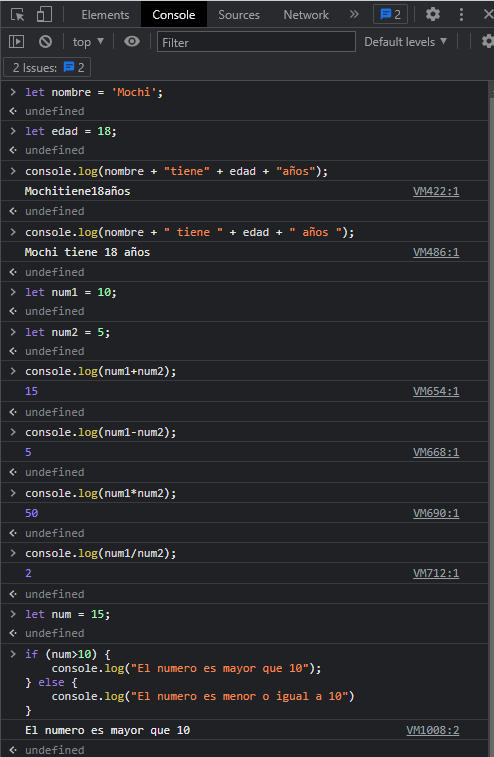 Elements Console Sources Network » 2
top ▼ Filter Default levels ▼
2 Issues: 2
> let nombre = 'Mochi';
undefined
> let edad = 18;
undefined
> console.log(nombre + "tiene" + edad + "años");
Mochitiene18años VM422:1
undefined
> console.log(nombre + " tiene " + edad + " años ");
Mochi tiene 18 años VM486:1
undefined
> let num1 = 10;
undefined
> let num2 = 5;
undefined
> console.log(num1+num2);
15 VM654:1
undefined
> console.log(num1-num2);
5 VM668:1
undefined
> console.log(num1*num2);
50 VM690:1
undefined
> console.log(num1/num2);
2 VM712:1
undefined
> let num = 15;
undefined
> if (num>10) {
console.log("El numero es mayor que 10");
} else {
console.log("El numero es menor o igual a 10")
}
El numero es mayor que 10 VM1008:2
undefined